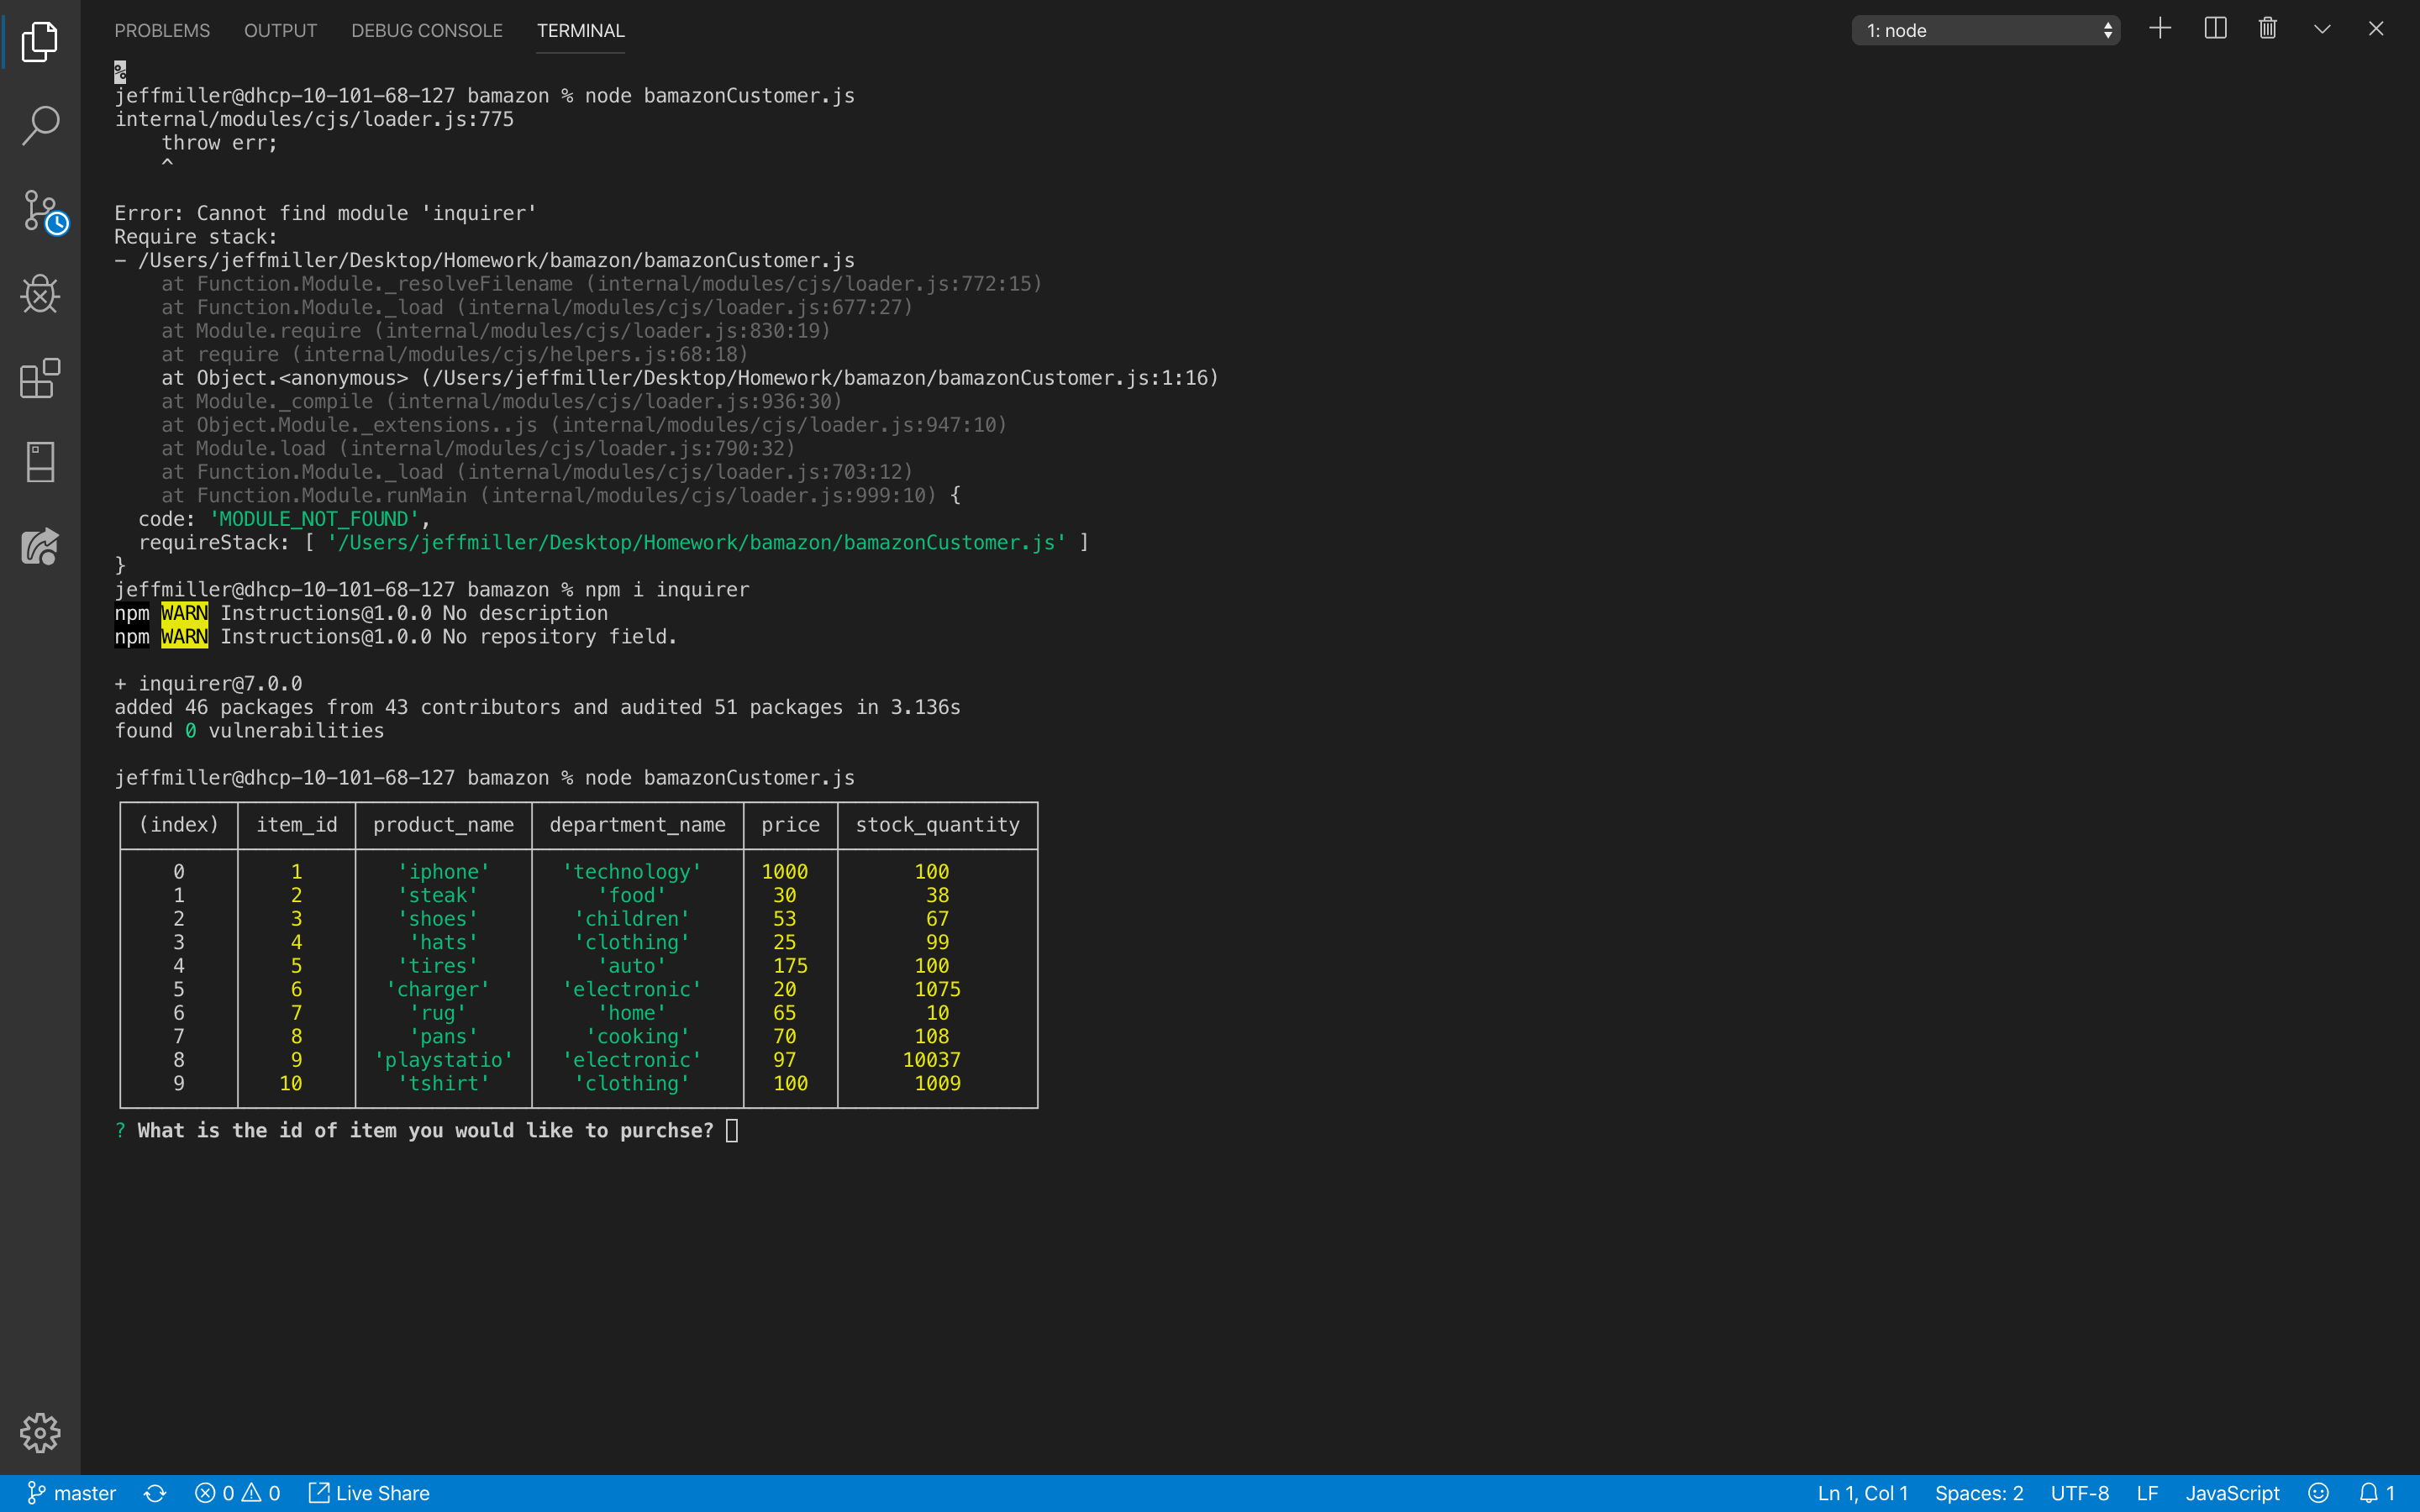 PROBLEMS OUTPUT DEBUG CONSOLE TERMINAL 1: node
%
jeffmiller@dhcp-10-101-68-127 bamazon % node bamazonCustomer.js
internal/modules/cjs/loader.js:775
    throw err;
    ^

Error: Cannot find module 'inquirer'
Require stack:
- /Users/jeffmiller/Desktop/Homework/bamazon/bamazonCustomer.js
    at Function.Module._resolveFilename (internal/modules/cjs/loader.js:772:15)
    at Function.Module._load (internal/modules/cjs/loader.js:677:27)
    at Module.require (internal/modules/cjs/loader.js:830:19)
    at require (internal/modules/cjs/helpers.js:68:18)
    at Object.<anonymous> (/Users/jeffmiller/Desktop/Homework/bamazon/bamazonCustomer.js:1:16)
    at Module._compile (internal/modules/cjs/loader.js:936:30)
    at Object.Module._extensions..js (internal/modules/cjs/loader.js:947:10)
    at Module.load (internal/modules/cjs/loader.js:790:32)
    at Function.Module._load (internal/modules/cjs/loader.js:703:12)
    at Function.Module.runMain (internal/modules/cjs/loader.js:999:10) {
  code: 'MODULE_NOT_FOUND',
  requireStack: [ '/Users/jeffmiller/Desktop/Homework/bamazon/bamazonCustomer.js' ]
}
jeffmiller@dhcp-10-101-68-127 bamazon % npm i inquirer
npm WARN Instructions@1.0.0 No description
npm WARN Instructions@1.0.0 No repository field.

+ inquirer@7.0.0
added 46 packages from 43 contributors and audited 51 packages in 3.136s
found 0 vulnerabilities

jeffmiller@dhcp-10-101-68-127 bamazon % node bamazonCustomer.js
(index) item_id product_name department_name price stock_quantity
0 1 'iphone' 'technology' 1000 100
1 2 'steak' 'food' 30 38
2 3 'shoes' 'children' 53 67
3 4 'hats' 'clothing' 25 99
4 5 'tires' 'auto' 175 100
5 6 'charger' 'electronic' 20 1075
6 7 'rug' 'home' 65 10
7 8 'pans' 'cooking' 70 108
8 9 'playstatio' 'electronic' 97 10037
9 10 'tshirt' 'clothing' 100 1009
? What is the id of item you would like to purchse?
master 0 0 Live Share Ln 1, Col 1 Spaces: 2 UTF-8 LF JavaScript 1